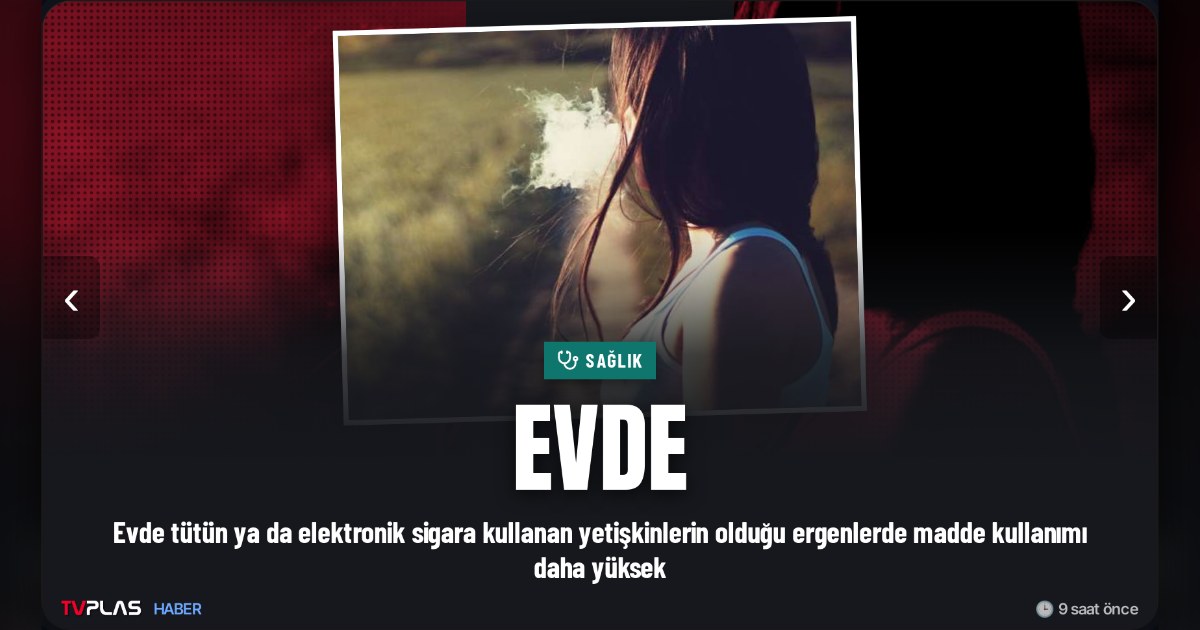 SAĞLIK
EVDE
Evde tütün ya da elektronik sigara kullanan yetişkinlerin olduğu ergenlerde madde kullanımı
daha yüksek
TVPLAS HABER
9 saat önce